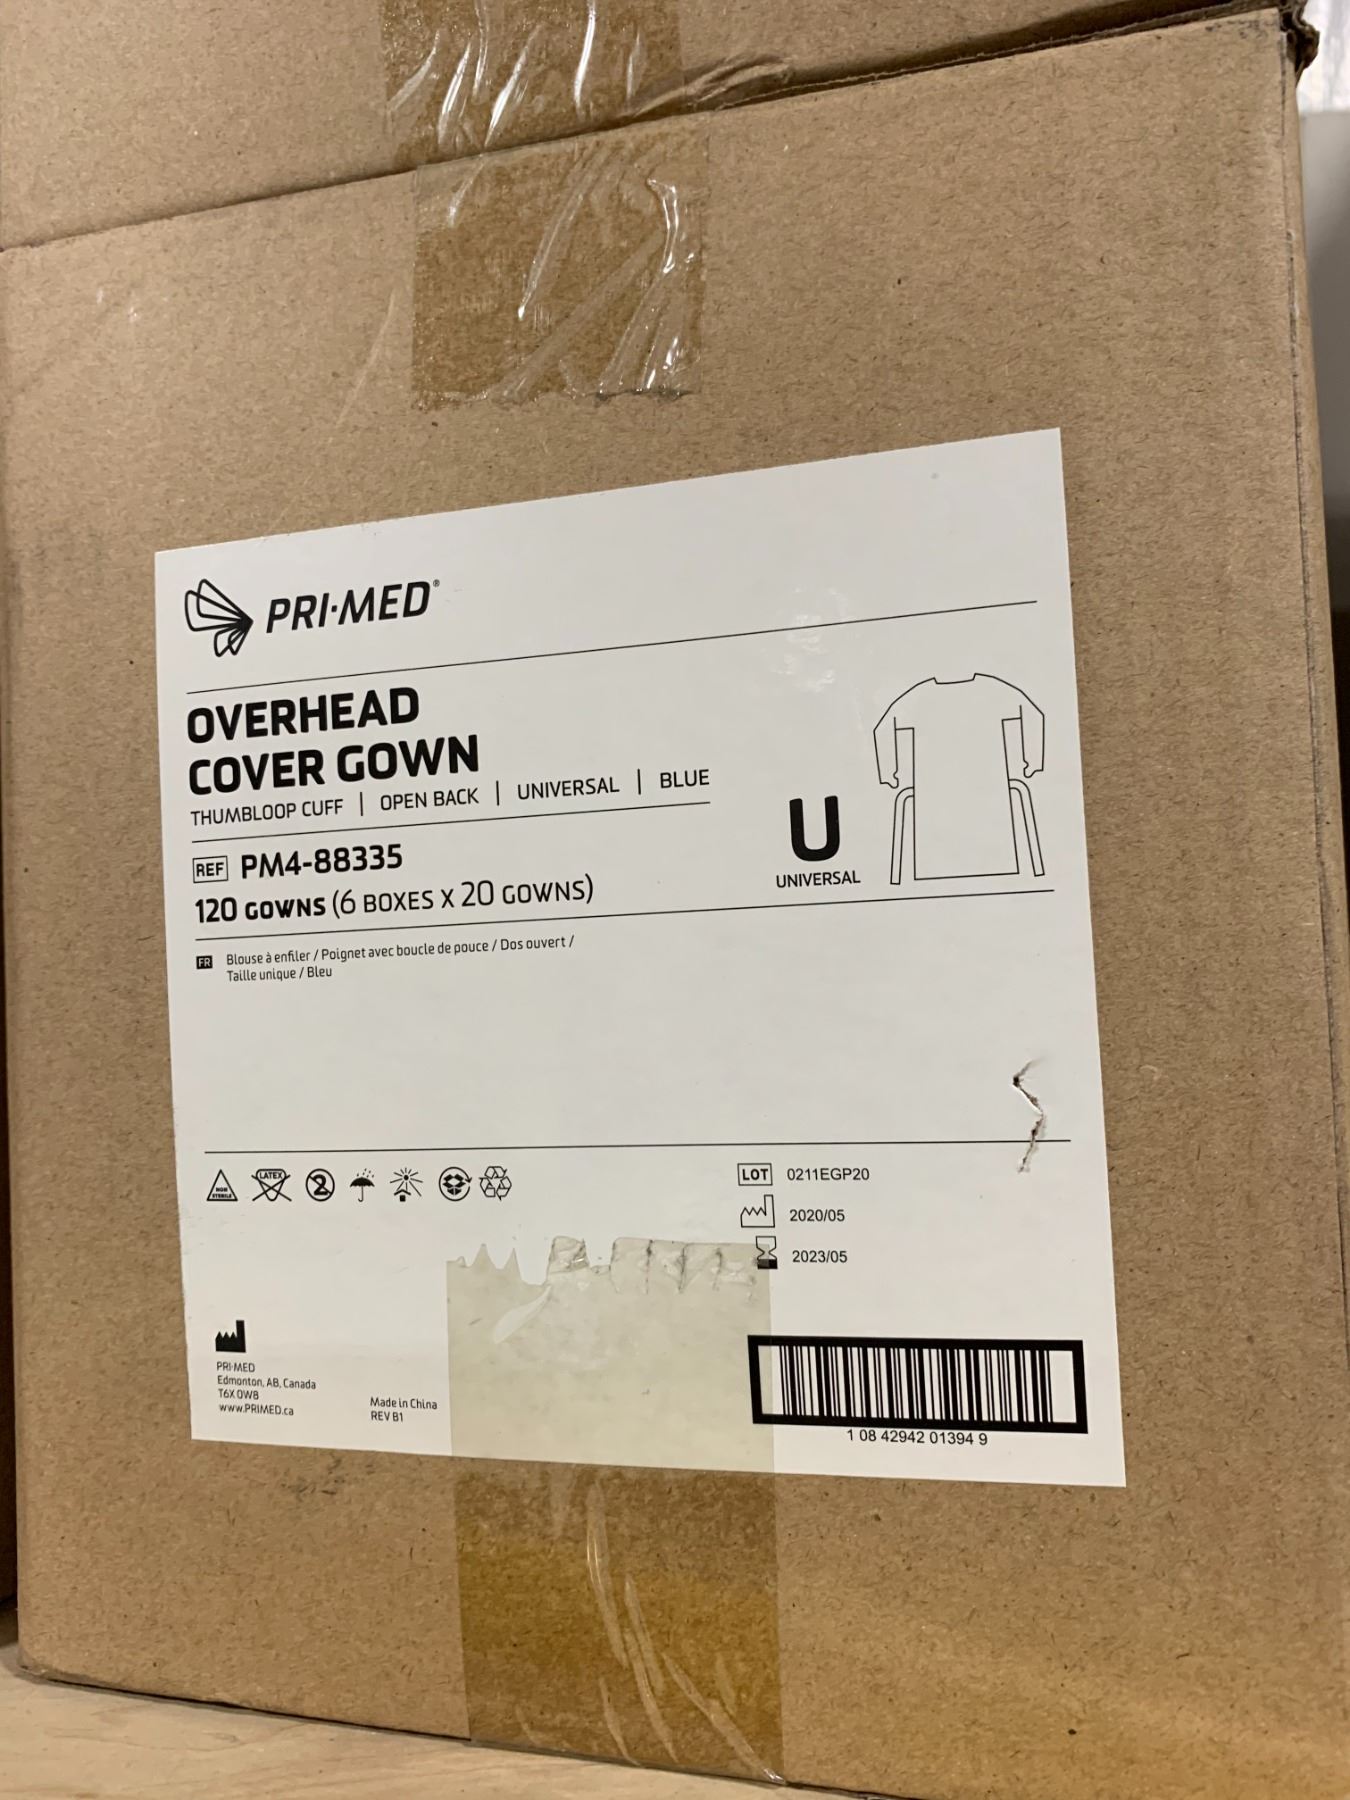 PRI·MED®
OVERHEAD
COVER GOWN
THUMBLOOP CUFF | OPEN BACK | UNIVERSAL | BLUE
REF PM4-88335
120 GOWNS (6 BOXES X 20 GOWNS)
U
UNIVERSAL
FR Blouse à enfiler / Poignet avec boucle de pouce / Dos ouvert /
Taille unique / Bleu
NON
STERILE
LATEX
2
LOT 0211EGP20
2020/05
2023/05
PRI·MED
Edmonton, AB, Canada
T6X 0W8
www.PRIMED.ca
Made in China
REV B1
1 08 42942 01394 9